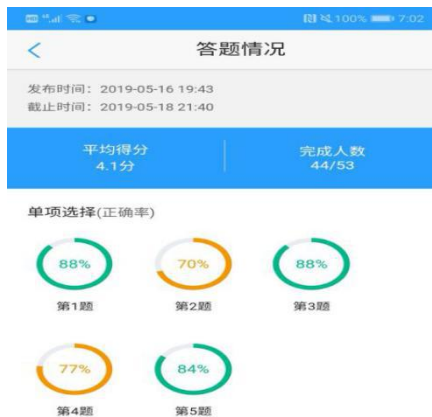 100% 7:02
答题情况
发布时间：2019-05-16 19:43
截止时间：2019-05-18 21:40
平均得分 完成人数
4.1分 44/53
单项选择(正确率)
88% 70% 88%
第1题 第2题 第3题
77% 84%
第4题 第5题